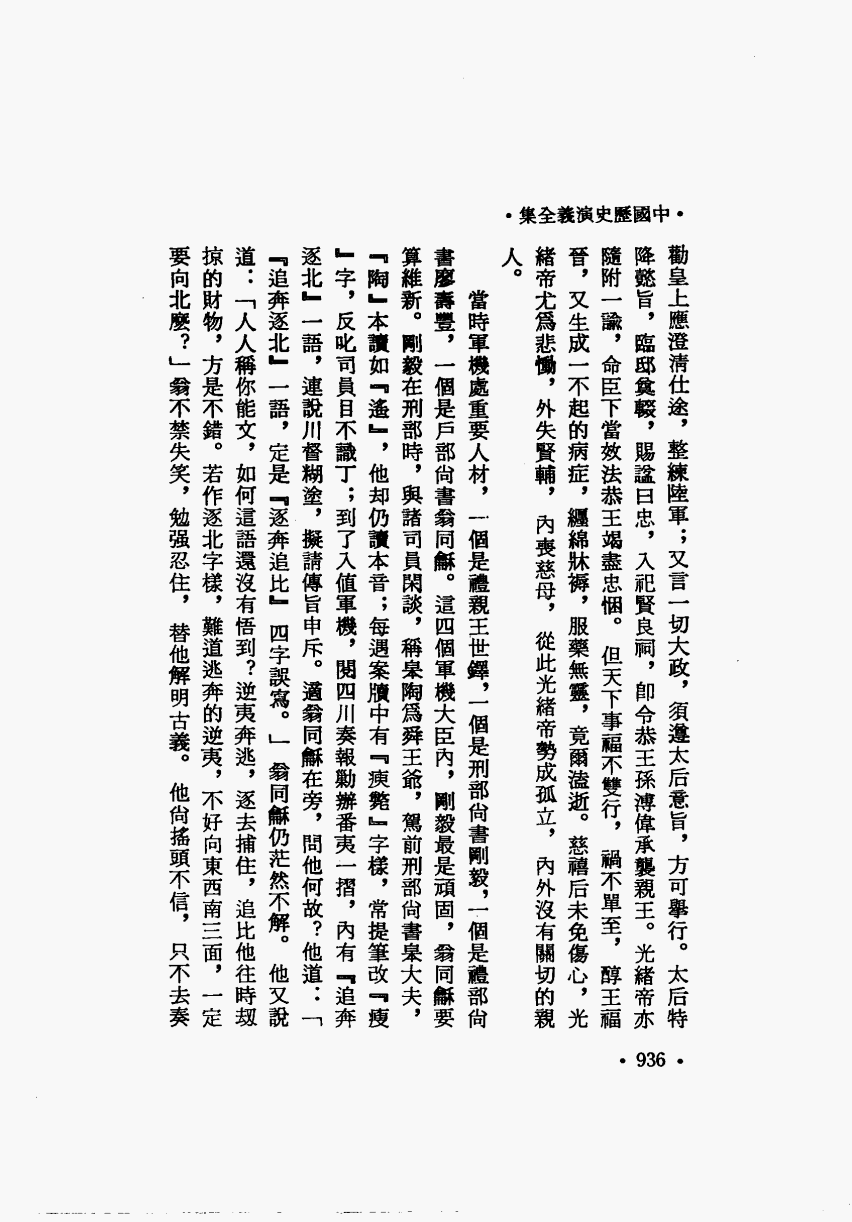 •中國歷史演義全集•
勸皇上應澄清仕途，整練陸軍；又言一切大政，須遵太后意旨，方可舉行。太后特
降懿旨，臨邸奠輟，賜諡曰忠，入祀賢良祠，卽令恭王孫溥偉承襲親王。光緒帝亦
隨附一諭，命臣下當效法恭王竭盡忠悃。但天下事福不雙行，禍不單至，醇王福
晉，又生成一不起的病症，纏綿牀褥，服藥無靈，竟爾溘逝。慈禧后未免傷心，光
緒帝尤爲悲慟，外失賢輔，內喪慈母，從此光緒帝勢成孤立，內外沒有關切的親
人。
當時軍機處重要人材，一個是禮親王世鐸，一個是刑部尙書剛毅，一個是禮部尙
書廖壽豐，一個是戶部尙書翁同龢。這四個軍機大臣內，剛毅最是頑固，翁同龢要
算維新。剛毅在刑部時，與諸司員閑談，稱臯陶爲舜王爺，駕前刑部尙書臯大夫，
『陶』本讀如『遙』，他却仍讀本音；每遇案牘中有『瘐斃』字樣，常提筆改『瘦
』字，反叱司員目不識丁；到了入値軍機，閱四川奏報勦辦番夷一摺，內有『追奔
逐北』一語，連說川督糊塗，擬請傳旨申斥。適翁同龢在旁，問他何故？他道：「
『追奔逐北』一語，定是『逐奔追比』四字誤寫。」翁同龢仍茫然不解。他又說
道：「人人稱你能文，如何這語還沒有悟到？逆夷奔逃，逐去捕住，追比他往時刼
掠的財物，方是不錯。若作逐北字樣，難道逃奔的逆夷，不好向東西南三面，一定
要向北麼？」翁不禁失笑，勉强忍住，替他解明古義。他尙搖頭不信，只不去奏
•936•